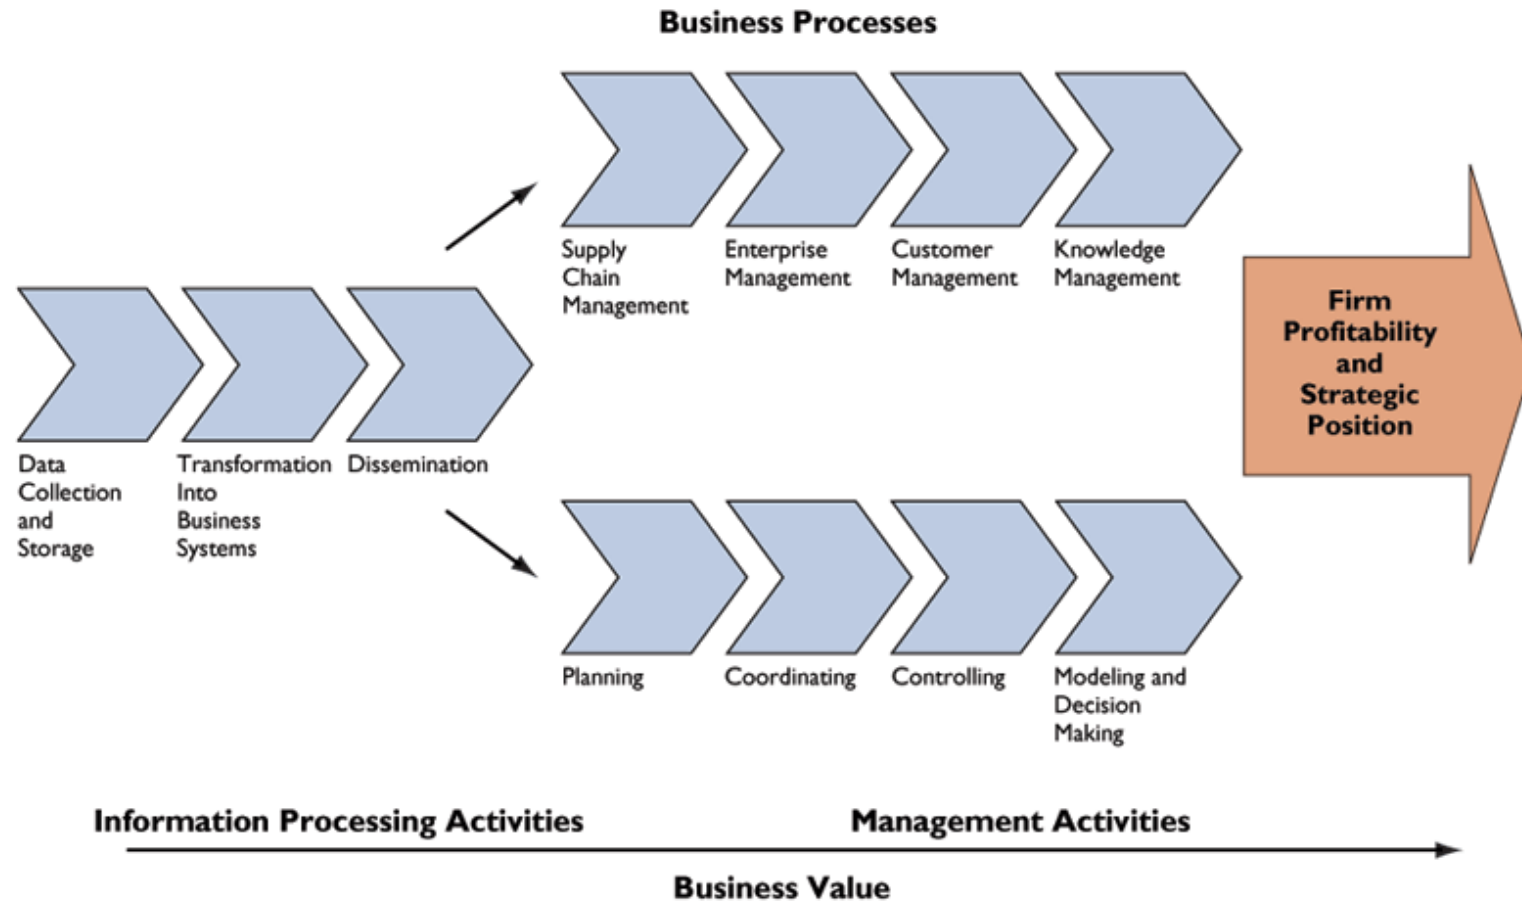 Business Processes
Supply
Chain
Management
Enterprise
Management
Customer
Management
Knowledge
Management
Firm
Profitability
and
Strategic
Position
Data
Collection
and
Storage
Transformation
Into
Business
Systems
Dissemination
Planning
Coordinating
Controlling
Modeling and
Decision
Making
Information Processing Activities
Management Activities
Business Value